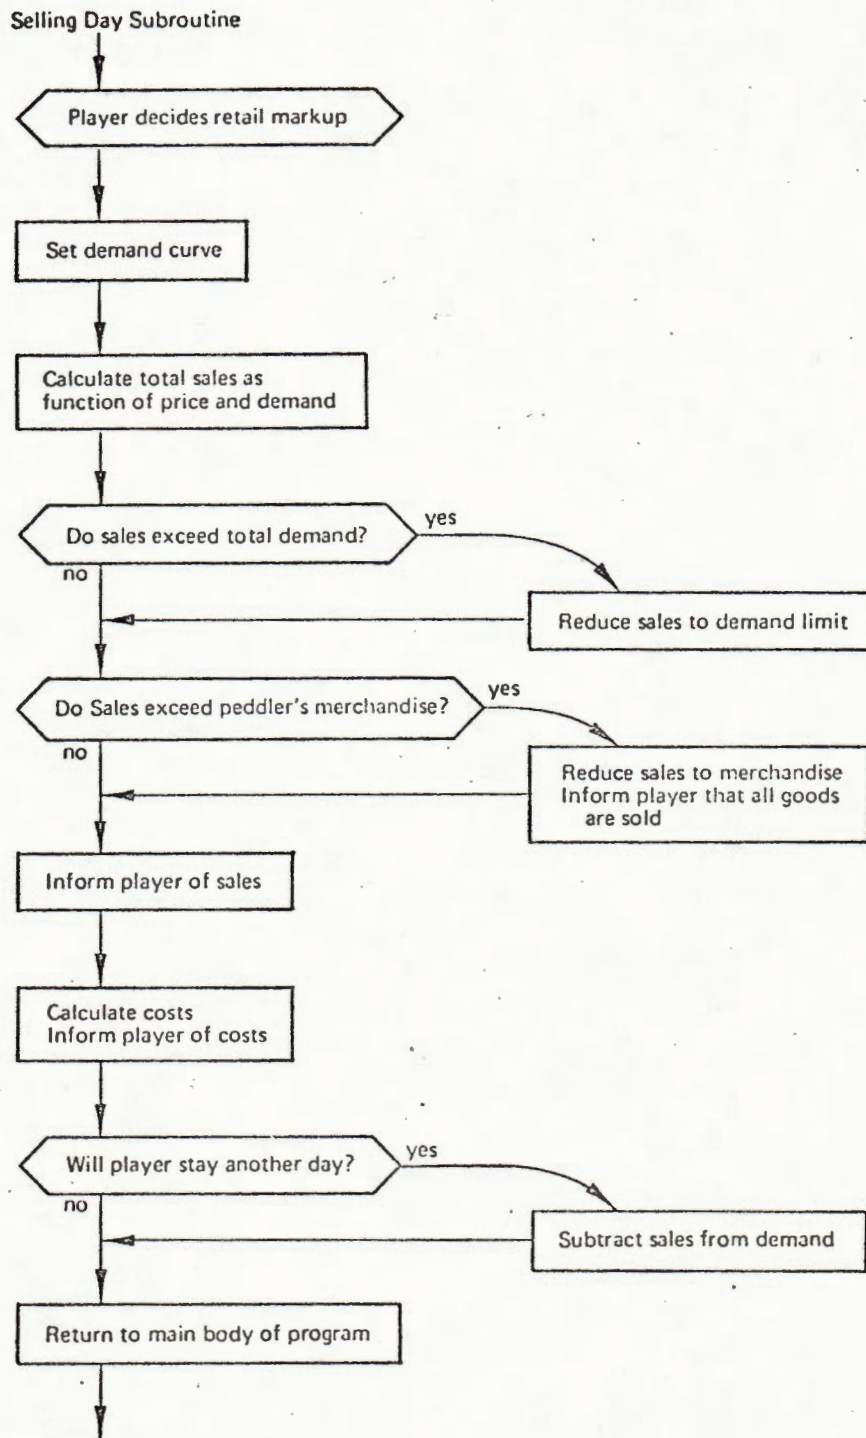 Selling Day Subroutine
Player decides retail markup
Set demand curve
Calculate total sales as
function of price and demand
Do sales exceed total demand?
yes
no
Reduce sales to demand limit
Do Sales exceed peddler's merchandise?
yes
no
Reduce sales to merchandise
Inform player that all goods
are sold
Inform player of sales
Calculate costs
Inform player of costs
Will player stay another day?
yes
no
Subtract sales from demand
Return to main body of program